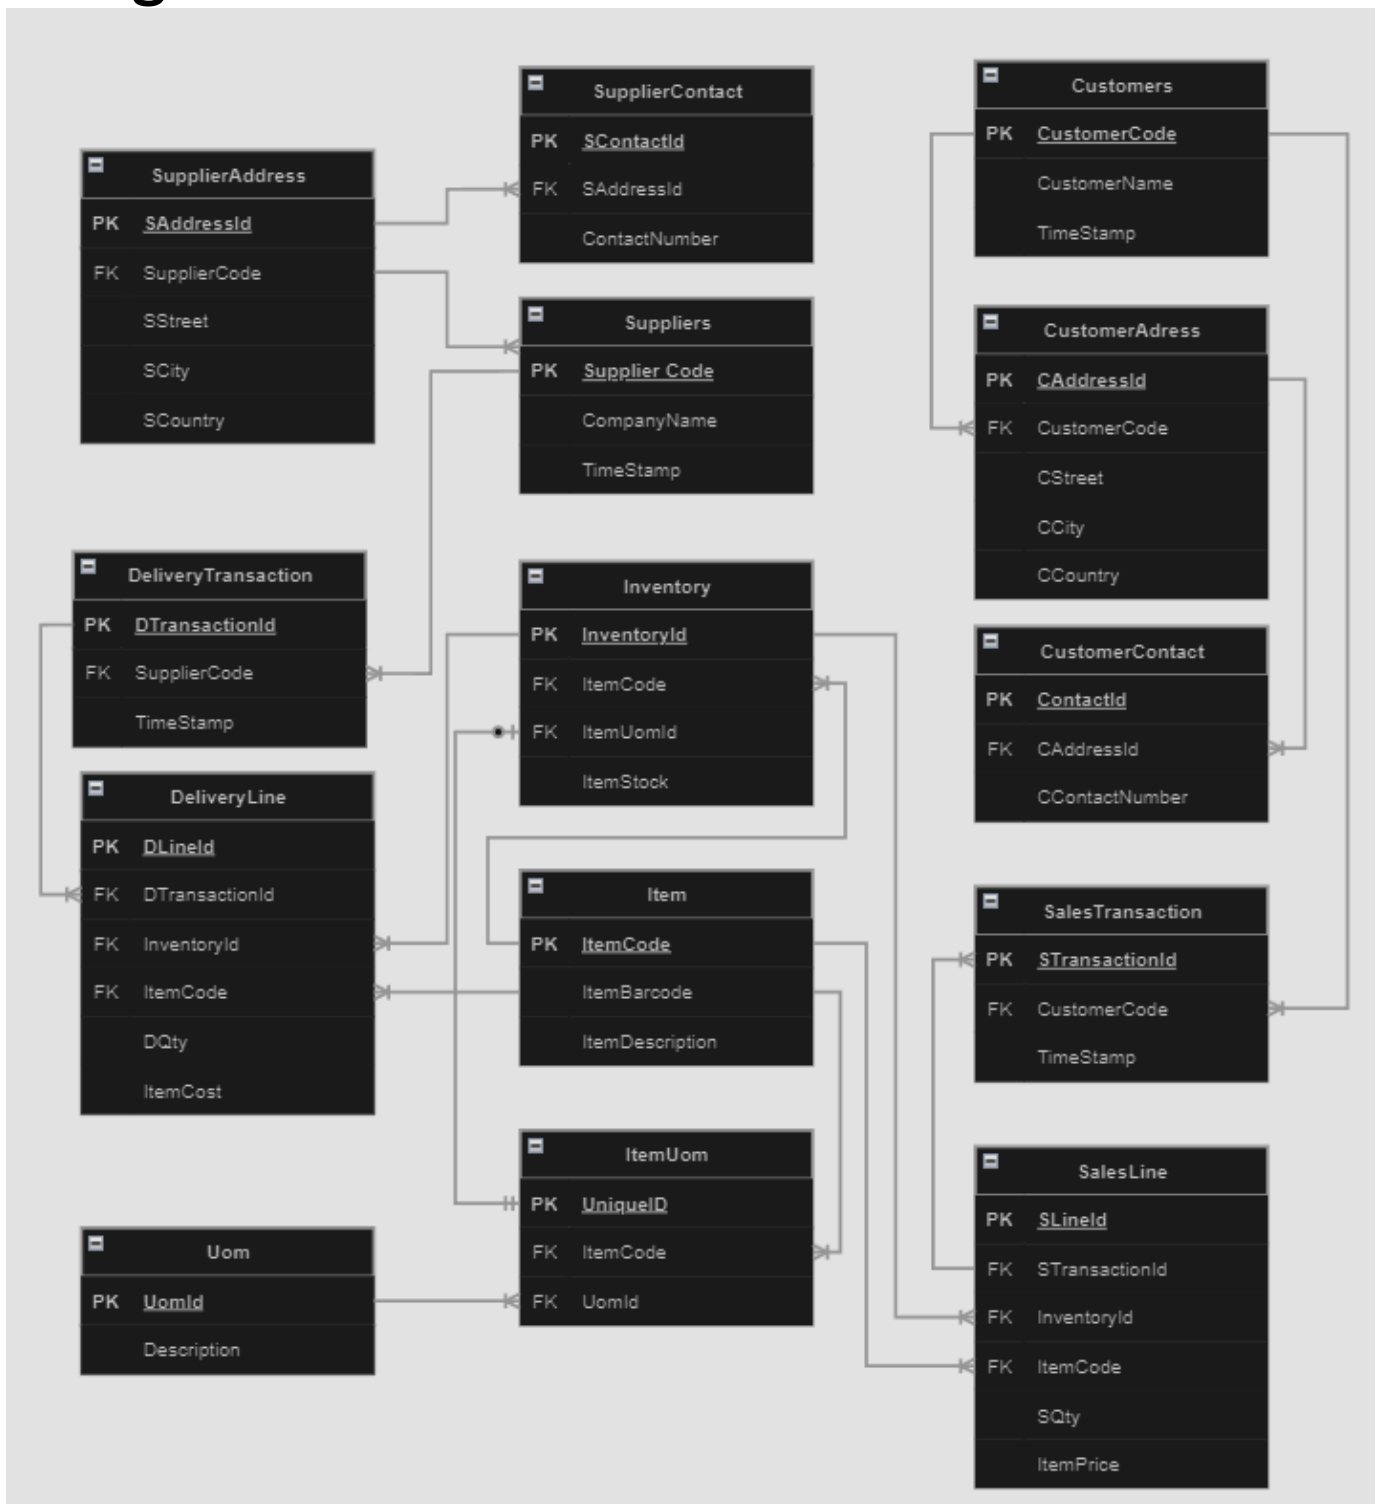 SupplierContact
PK SContactId
FK SAddressId
ContactNumber
Customers
PK CustomerCode
CustomerName
TimeStamp
SupplierAddress
PK SAddressId
FK SupplierCode
SStreet
SCity
SCountry
Suppliers
PK Supplier Code
CompanyName
TimeStamp
CustomerAdress
PK CAddressId
FK CustomerCode
CStreet
CCity
CCountry
DeliveryTransaction
PK DTransactionId
FK SupplierCode
TimeStamp
Inventory
PK InventoryId
FK ItemCode
FK ItemUomId
ItemStock
CustomerContact
PK ContactId
FK CAddressId
CContactNumber
DeliveryLine
PK DLineId
FK DTransactionId
FK InventoryId
FK ItemCode
DQty
ItemCost
Item
PK ItemCode
ItemBarcode
ItemDescription
SalesTransaction
PK STransactionId
FK CustomerCode
TimeStamp
ItemUom
PK UniqueID
FK ItemCode
FK UomId
Uom
PK UomId
Description
SalesLine
PK SLineId
FK STransactionId
FK InventoryId
FK ItemCode
SQty
ItemPrice